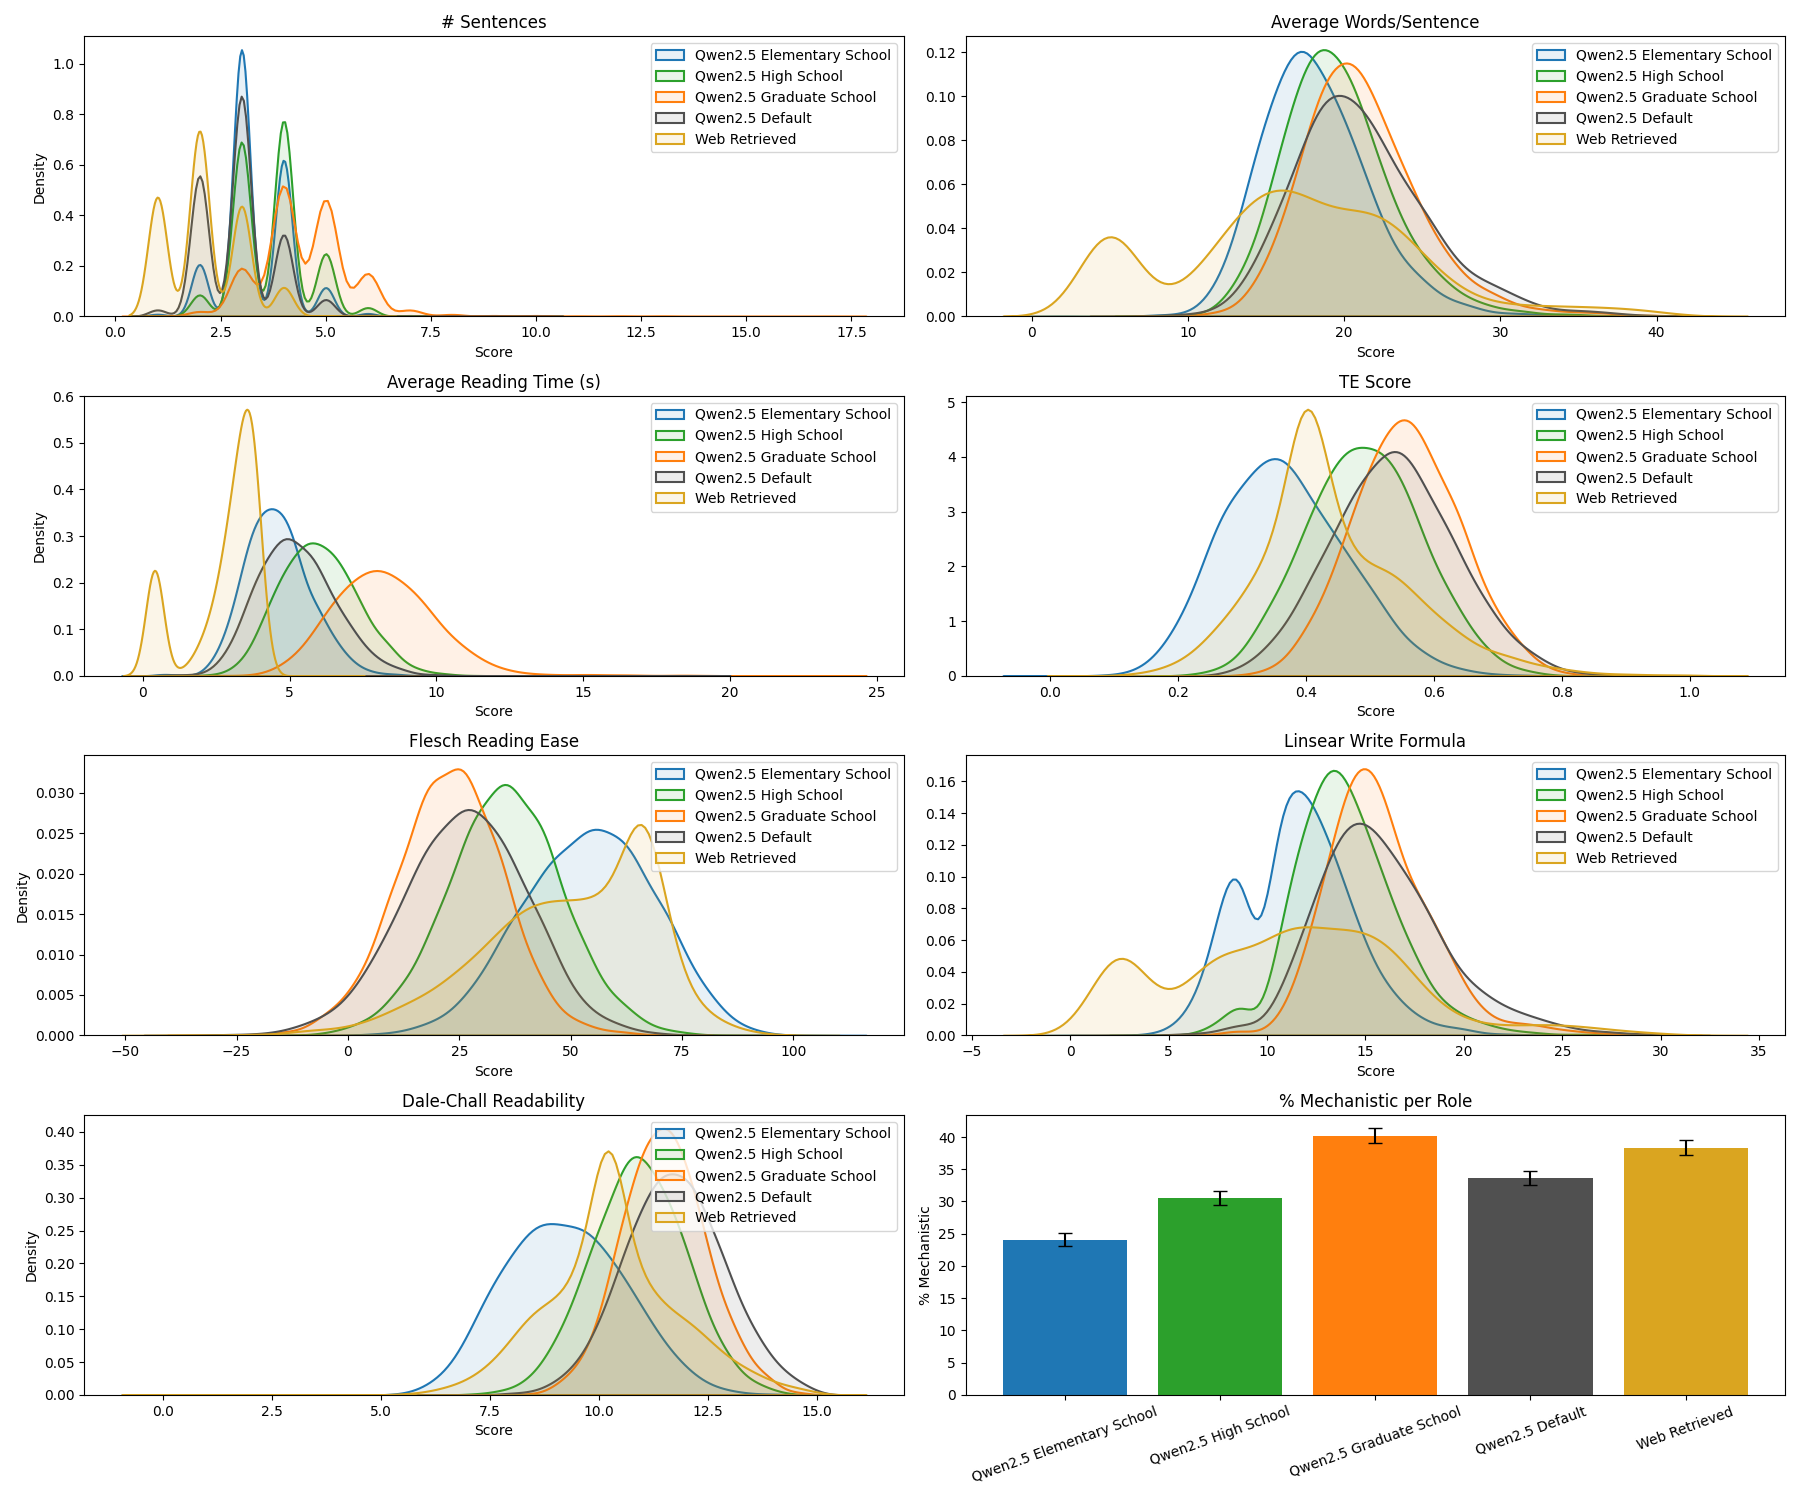 # Sentences
Density
1.0
0.8
0.6
0.4
0.2
0.0
Qwen2.5 Elementary School
Qwen2.5 High School
Qwen2.5 Graduate School
Qwen2.5 Default
Web Retrieved
0.0 2.5 5.0 7.5 10.0 12.5 15.0 17.5
Score
Average Words/Sentence
0.12
0.10
0.08
0.06
0.04
0.02
0.00
Qwen2.5 Elementary School
Qwen2.5 High School
Qwen2.5 Graduate School
Qwen2.5 Default
Web Retrieved
0 10 20 30 40
Score
Average Reading Time (s)
Density
0.6
0.5
0.4
0.3
0.2
0.1
0.0
Qwen2.5 Elementary School
Qwen2.5 High School
Qwen2.5 Graduate School
Qwen2.5 Default
Web Retrieved
0 5 10 15 20 25
Score
TE Score
5
4
3
2
1
0
Qwen2.5 Elementary School
Qwen2.5 High School
Qwen2.5 Graduate School
Qwen2.5 Default
Web Retrieved
0.0 0.2 0.4 0.6 0.8 1.0
Score
Flesch Reading Ease
Density
0.030
0.025
0.020
0.015
0.010
0.005
0.000
Qwen2.5 Elementary School
Qwen2.5 High School
Qwen2.5 Graduate School
Qwen2.5 Default
Web Retrieved
−50 −25 0 25 50 75 100
Score
Linsear Write Formula
0.16
0.14
0.12
0.10
0.08
0.06
0.04
0.02
0.00
Qwen2.5 Elementary School
Qwen2.5 High School
Qwen2.5 Graduate School
Qwen2.5 Default
Web Retrieved
−5 0 5 10 15 20 25 30 35
Score
Dale-Chall Readability
Density
0.40
0.35
0.30
0.25
0.20
0.15
0.10
0.05
0.00
Qwen2.5 Elementary School
Qwen2.5 High School
Qwen2.5 Graduate School
Qwen2.5 Default
Web Retrieved
0.0 2.5 5.0 7.5 10.0 12.5 15.0
Score
% Mechanistic per Role
% Mechanistic
40
35
30
25
20
15
10
5
0
Qwen2.5 Elementary School
Qwen2.5 High School
Qwen2.5 Graduate School
Qwen2.5 Default
Web Retrieved